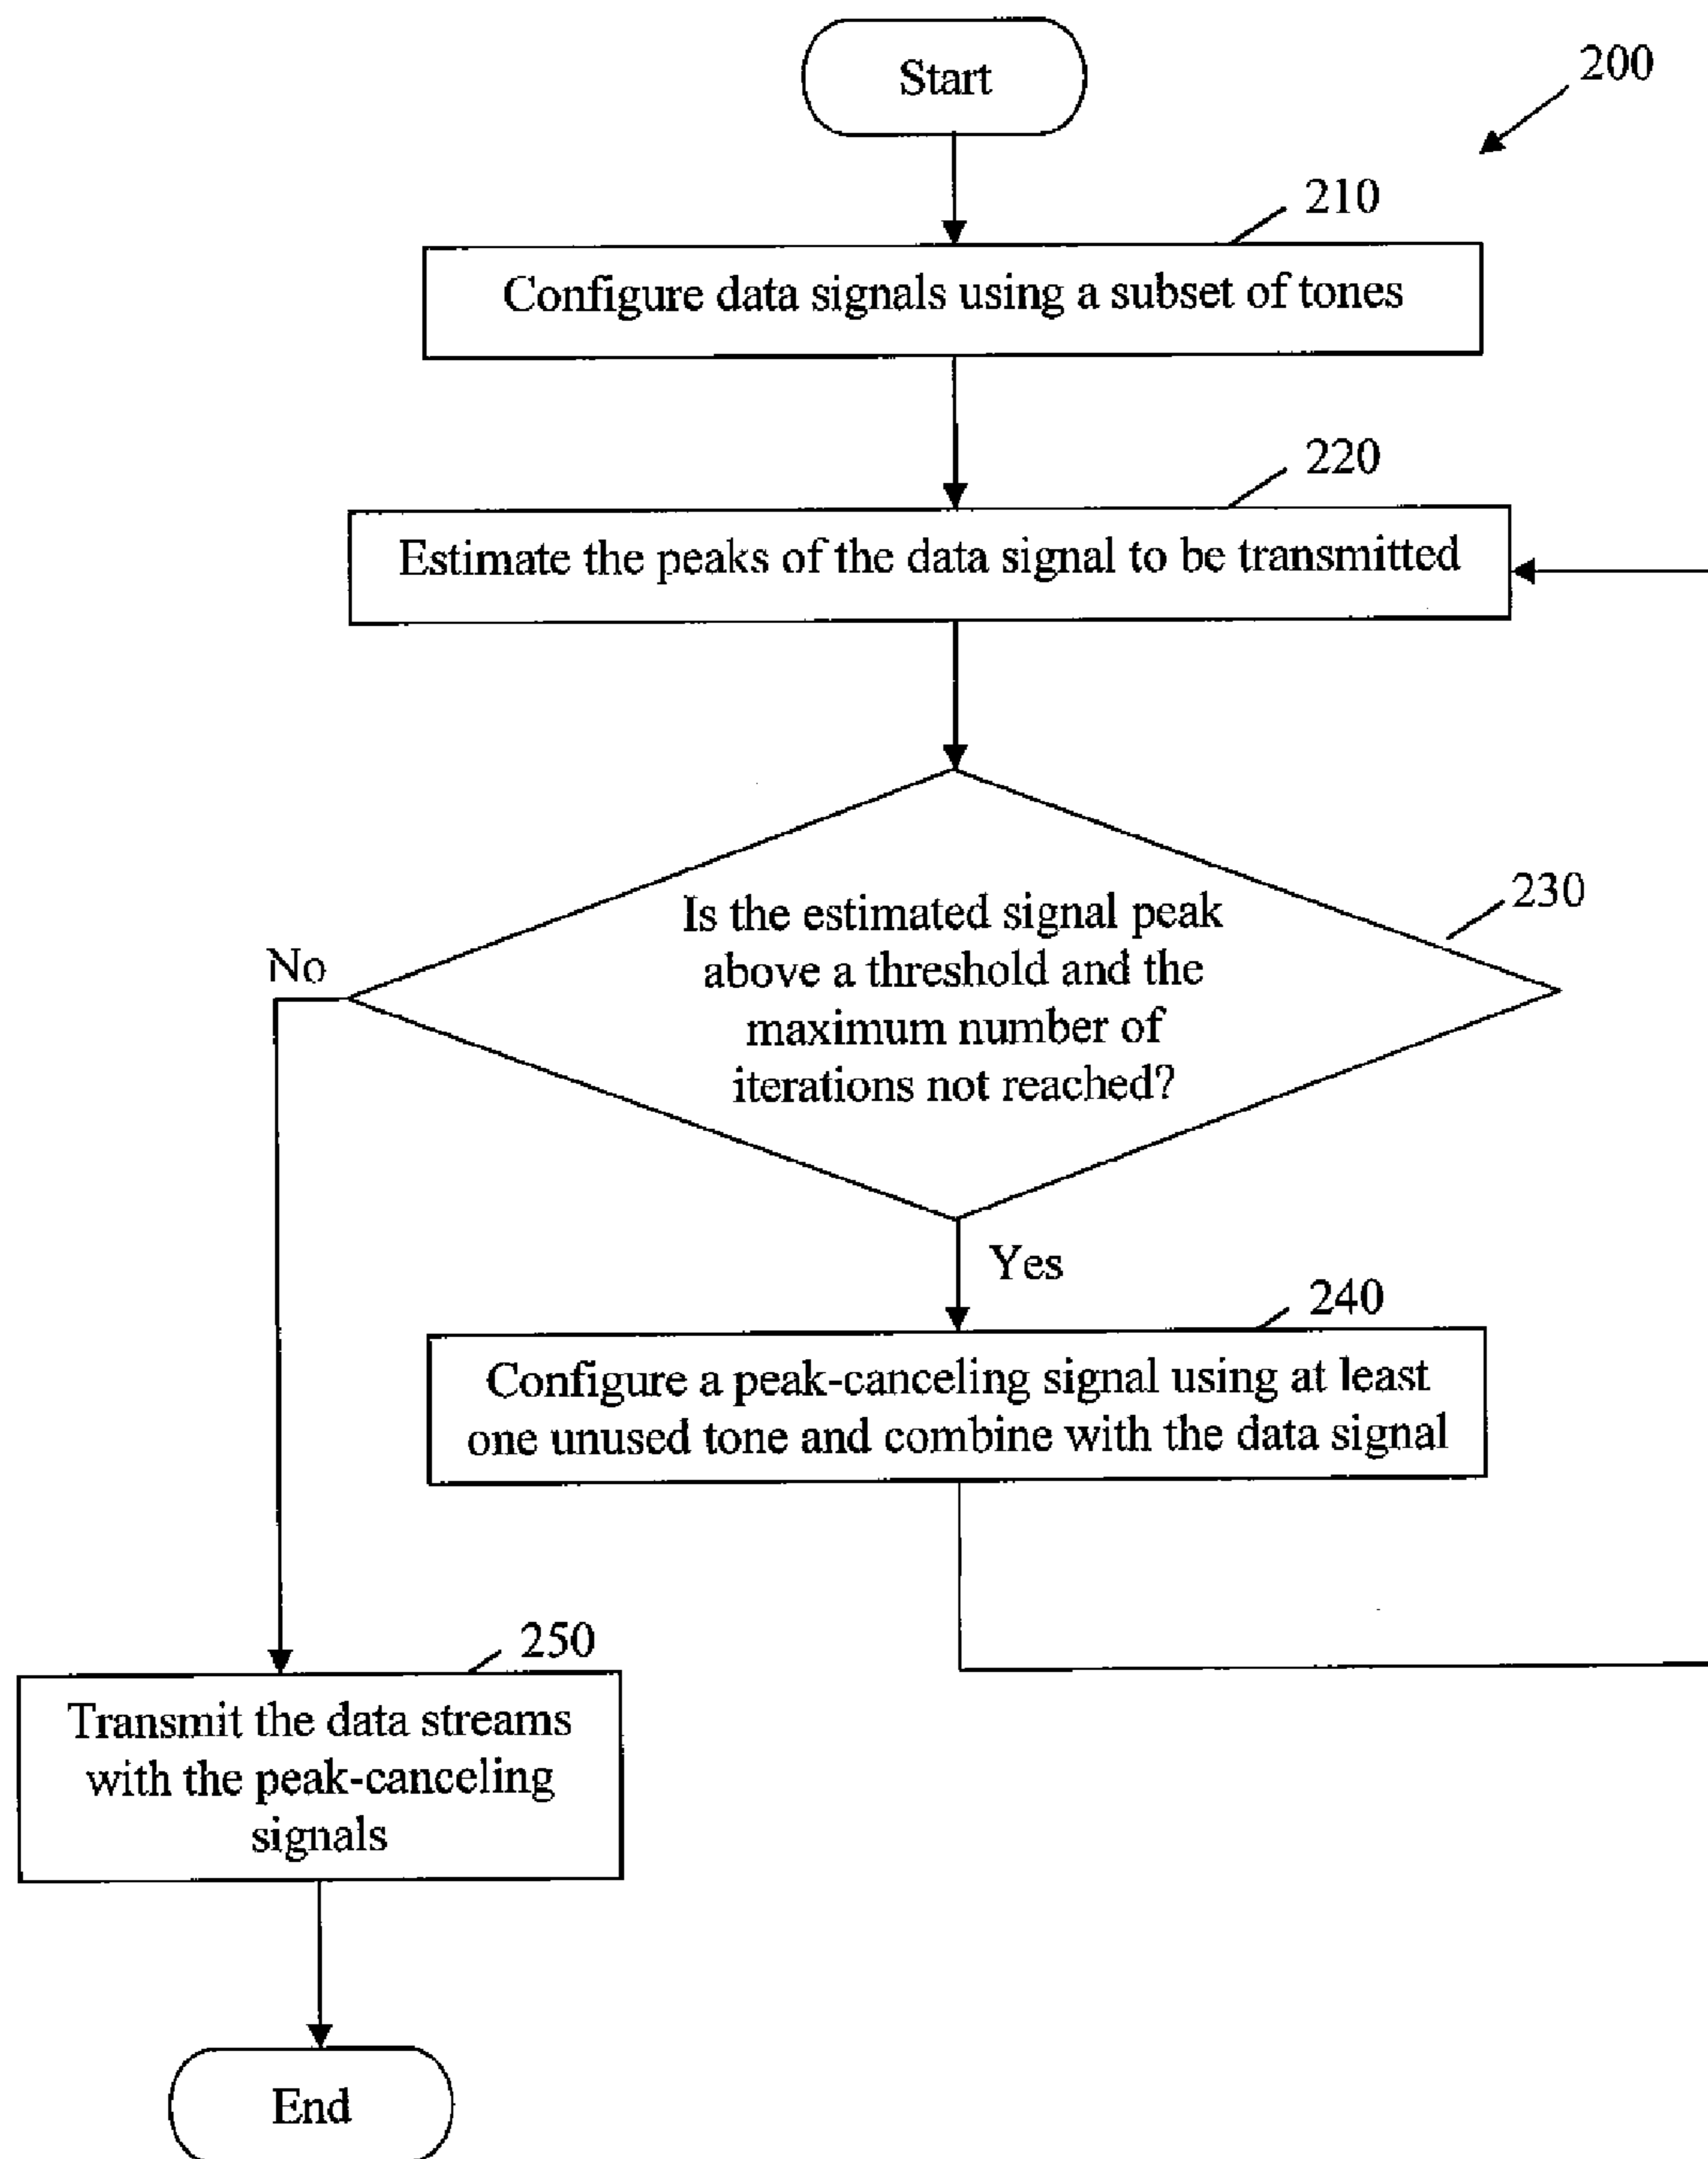 Start
200
210
Configure data signals using a subset of tones
220
Estimate the peaks of the data signal to be transmitted
230
Is the estimated signal peak
above a threshold and the
maximum number of
iterations not reached?
No
Yes
240
Configure a peak-canceling signal using at least
one unused tone and combine with the data signal
250
Transmit the data streams
with the peak-canceling
signals
End